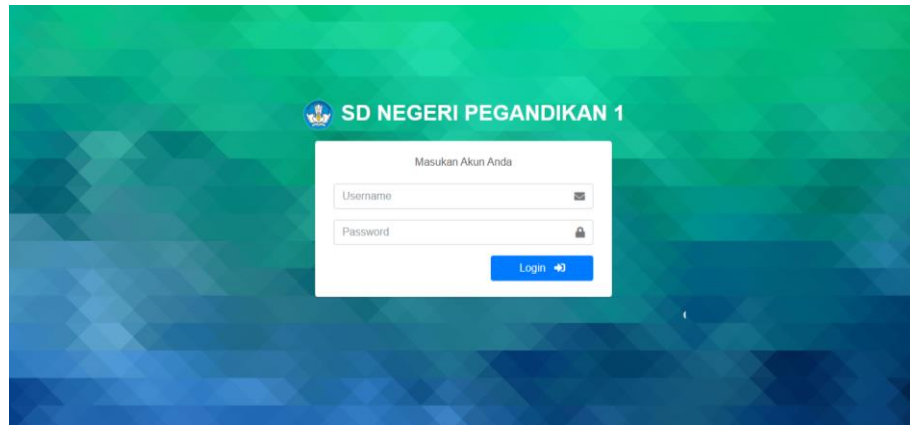 SD NEGERI PEGANDIKAN 1
Masukan Akun Anda
Username
Password
Login